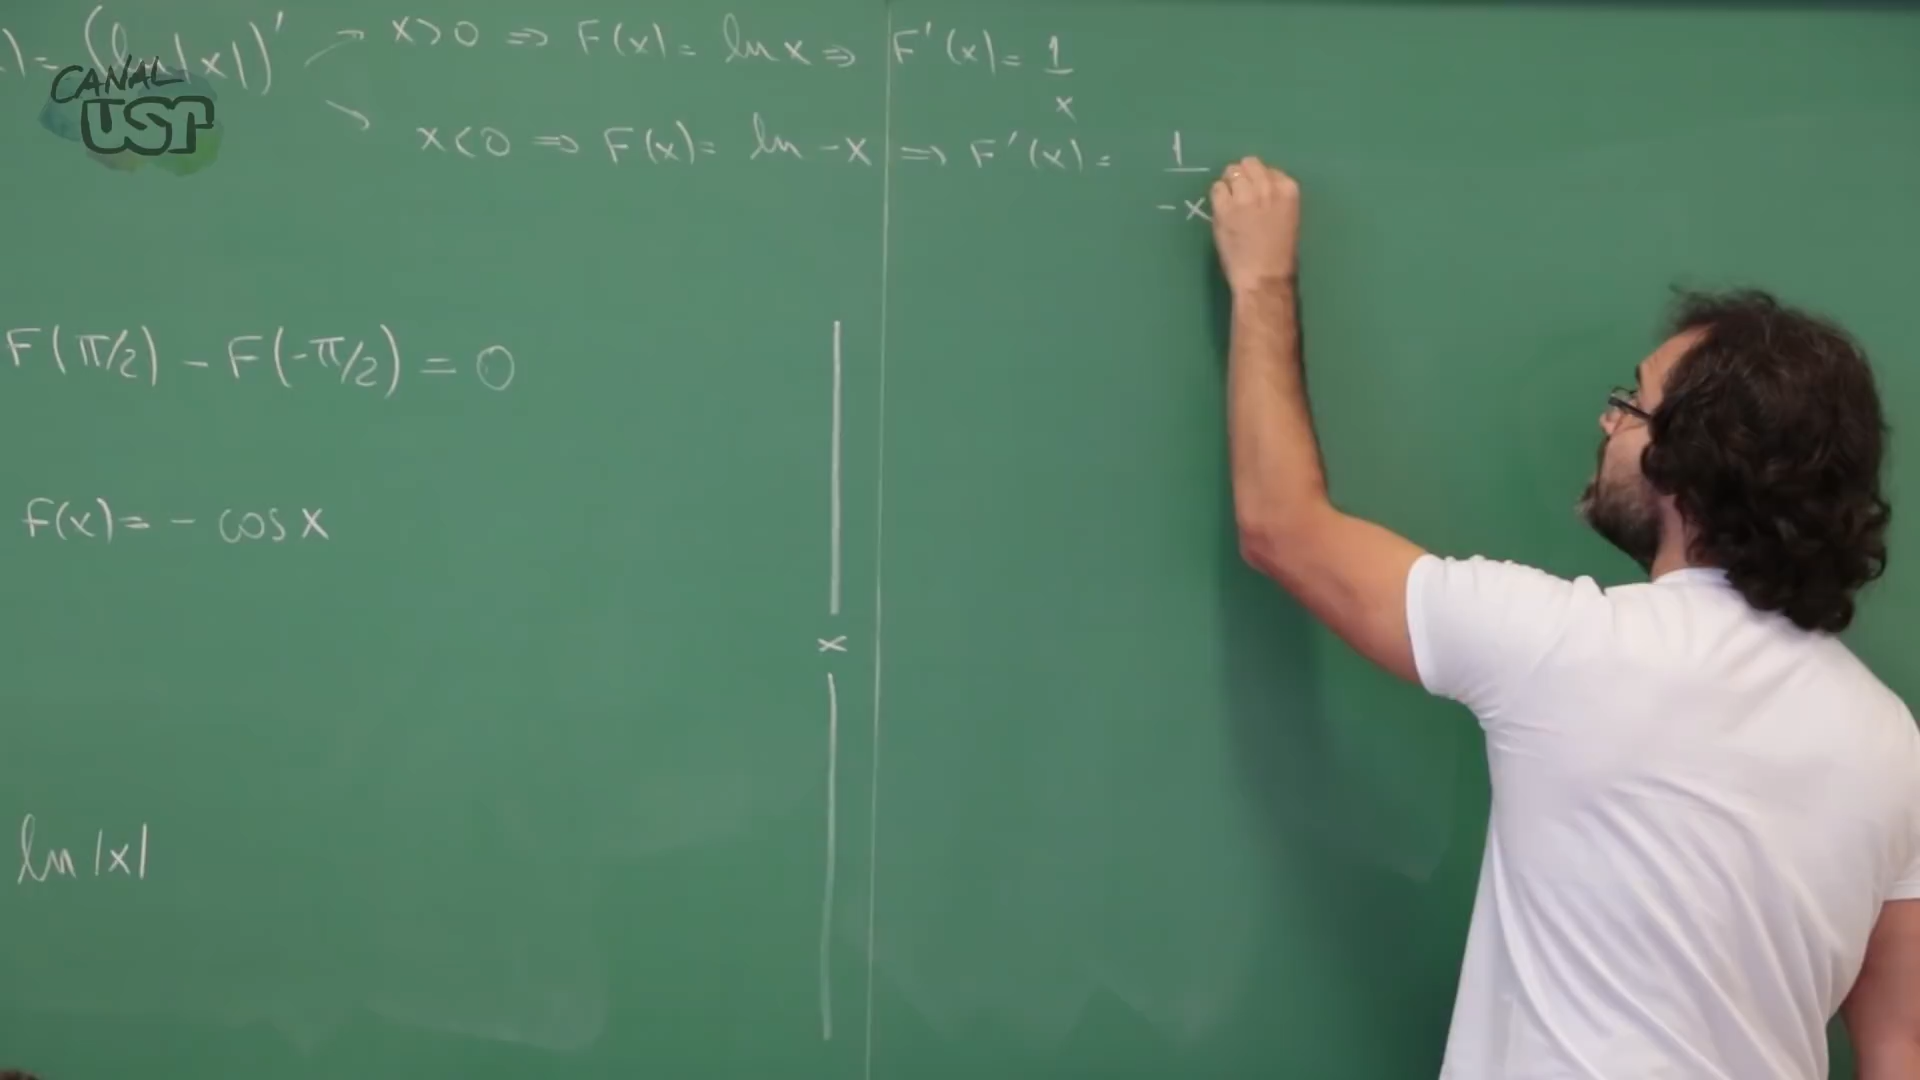 ) = (ln |x|)' → x > 0 ⇒ F(x) = ln x ⇒ F'(x) = 1/x
→ x < 0 ⇒ F(x) = ln -x ⇒ F'(x) = 1/-x
CANAL
USP
F(π/2) - F(-π/2) = 0
F(x) = - cos x
x
ln |x|